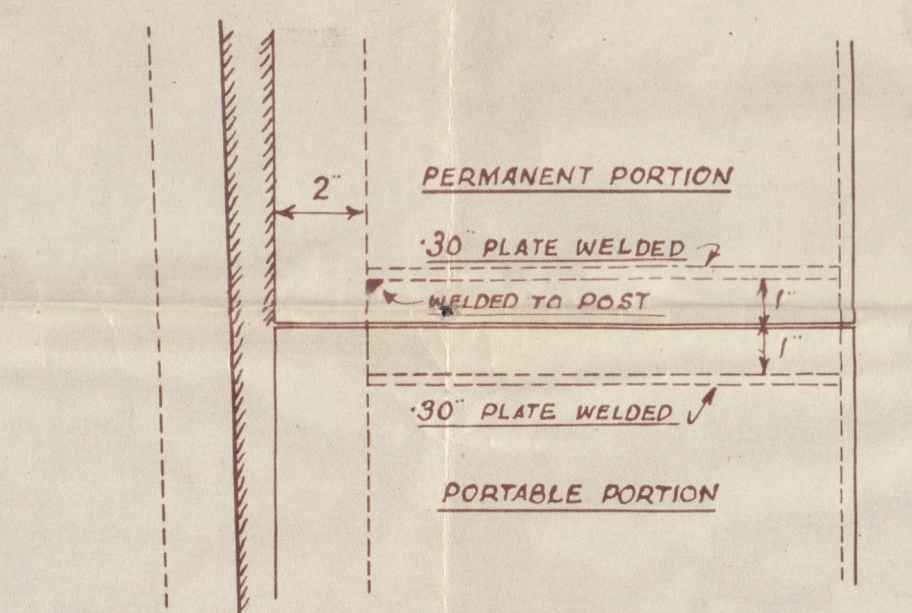 PERMANENT PORTION
2"
·30" PLATE WELDED
WELDED TO POST
1"
1"
·30" PLATE WELDED
PORTABLE PORTION